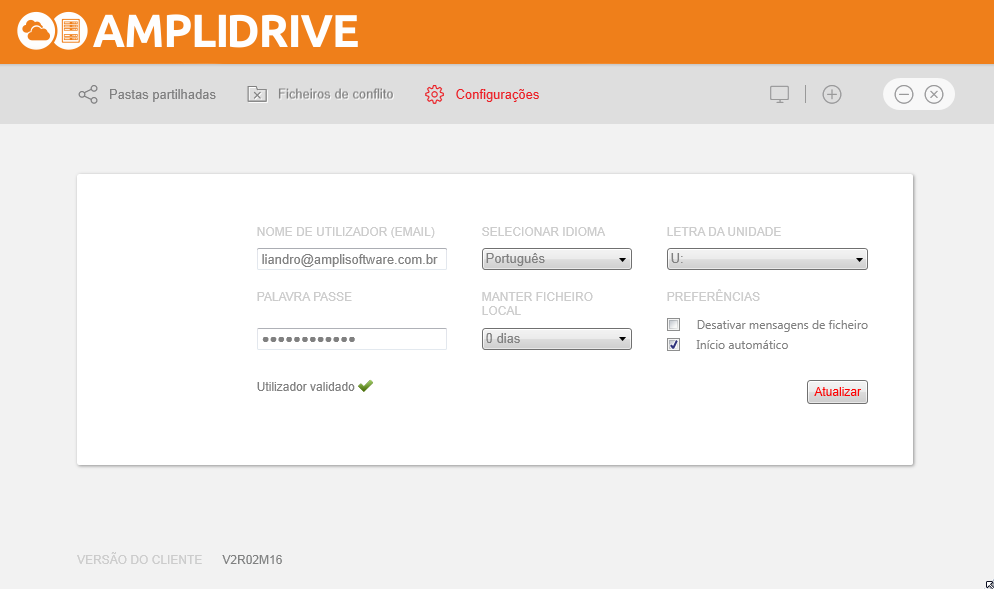 AMPLIDRIVE
Pastas partilhadas
Ficheiros de conflito
Configurações
NOME DE UTILIZADOR (EMAIL)
SELECIONAR IDIOMA
LETRA DA UNIDADE
liandro@amplisoftware.com.br
Português
U:
PALAVRA PASSE
MANTER FICHEIRO
LOCAL
PREFERÊNCIAS
Desativar mensagens de ficheiro
0 dias
Início automático
Utilizador validado
Atualizar
VERSÃO DO CLIENTE
V2R02M16